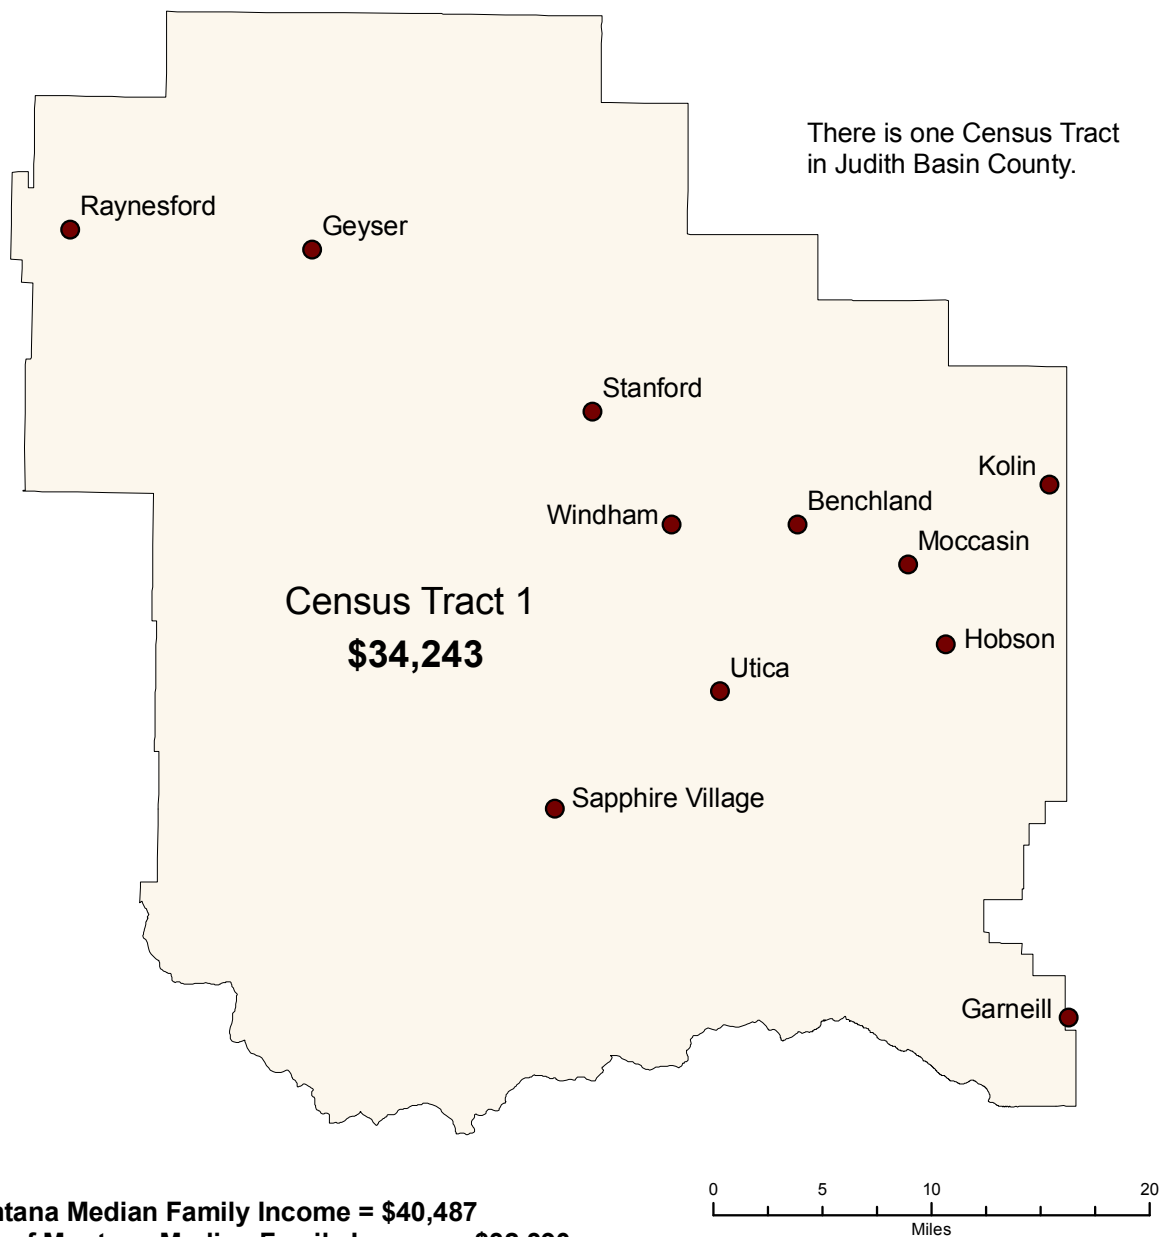 There is one Census Tract
in Judith Basin County.
Raynesford
Geyser
Stanford
Kolin
Benchland
Windham
Moccasin
Census Tract 1
$34,243
Hobson
Utica
Sapphire Village
Garneill
0 5 10 20
Miles
ntana Median Family Income = $40,487